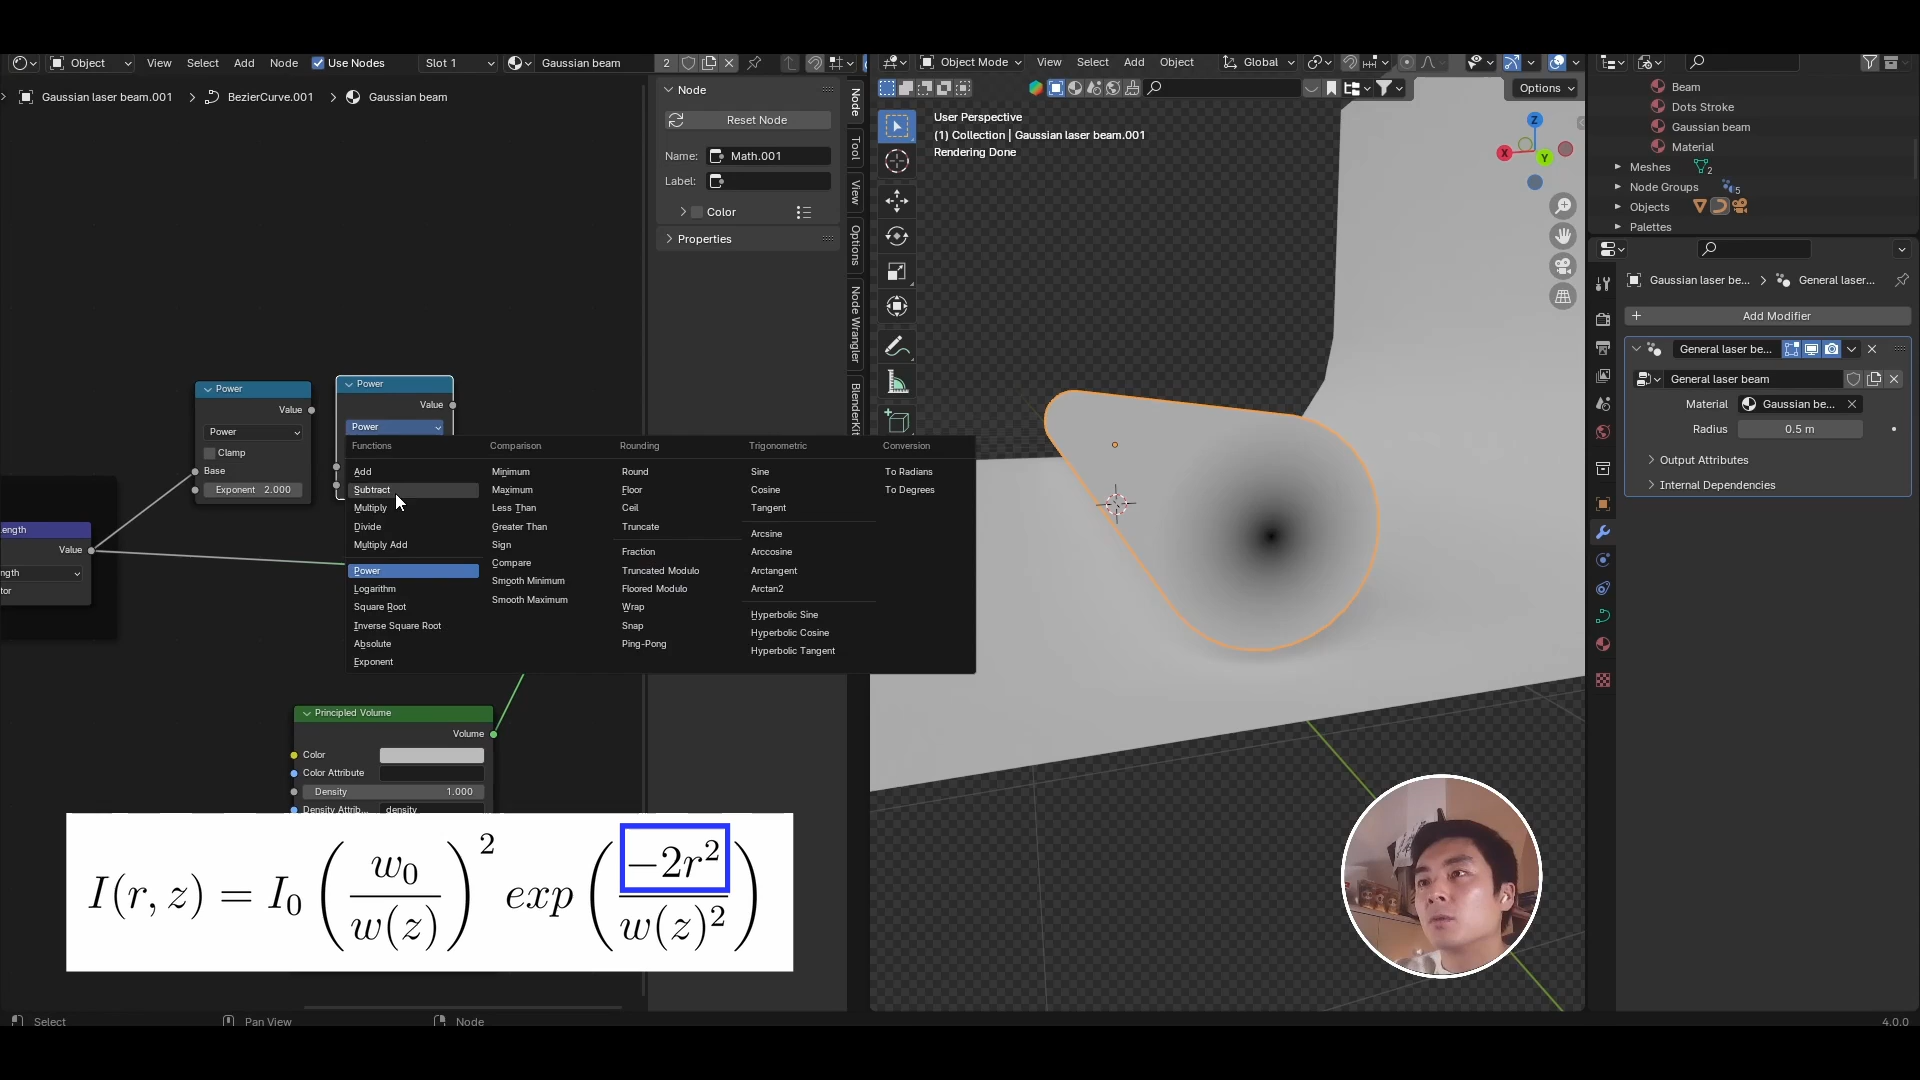 Object
View
Select
Add
Node
Use Nodes
Slot 1
Gaussian beam
2
Gaussian laser beam.001
BezierCurve.001
Gaussian beam
Node
Reset Node
Name:
Math.001
Label:
Color
Properties
Node
Tool
View
Options
Node Wrangler
BlenderKit
Power
Value
Power
Clamp
Base
Exponent 2.000
Power
Value
Power
Value
Functions
Add
Subtract
Multiply
Divide
Multiply Add
Power
Logarithm
Square Root
Inverse Square Root
Absolute
Exponent
Comparison
Minimum
Maximum
Less Than
Greater Than
Sign
Compare
Smooth Minimum
Smooth Maximum
Rounding
Round
Floor
Ceil
Truncate
Fraction
Truncated Modulo
Floored Modulo
Wrap
Snap
Ping-Pong
Trigonometric
Sine
Cosine
Tangent
Arcsine
Arccosine
Arctangent
Arctan2
Hyperbolic Sine
Hyperbolic Cosine
Hyperbolic Tangent
Conversion
To Radians
To Degrees
Principled Volume
Volume
Color
Color Attribute
Density 1.000
Density Attrib... density
I(r, z) = I₀ (w₀ / w(z))² exp(−2r² / w(z)²)
Object Mode
View
Select
Add
Object
Global
Options
User Perspective
(1) Collection | Gaussian laser beam.001
Rendering Done
Z
X
Y
Beam
Dots Stroke
Gaussian beam
Material
Meshes
2
Node Groups
5
Objects
Palettes
Gaussian laser be...
General laser...
Add Modifier
General laser be...
General laser beam
Material
Gaussian be...
Radius
0.5 m
Output Attributes
Internal Dependencies
Select
Pan View
Node
4.0.0